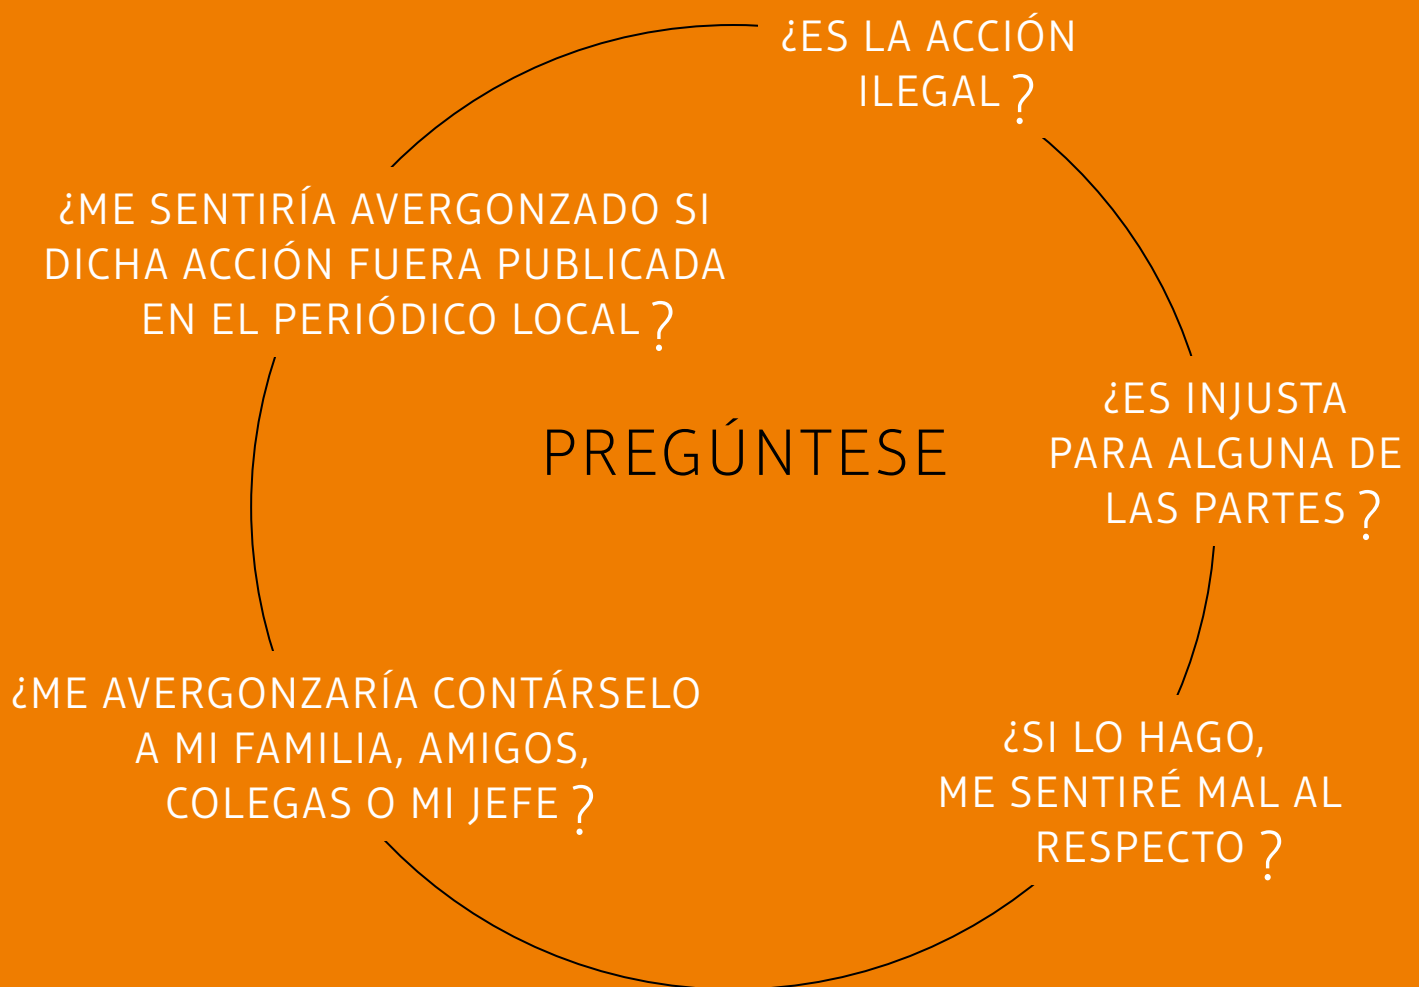 ¿ES LA ACCIÓN
ILEGAL ?
¿ME SENTIRÍA AVERGONZADO SI
DICHA ACCIÓN FUERA PUBLICADA
EN EL PERIÓDICO LOCAL ?
¿ES INJUSTA
PARA ALGUNA DE
LAS PARTES ?
PREGÚNTESE
¿ME AVERGONZARÍA CONTÁRSELO
A MI FAMILIA, AMIGOS,
COLEGAS O MI JEFE ?
¿SI LO HAGO,
ME SENTIRÉ MAL AL
RESPECTO ?